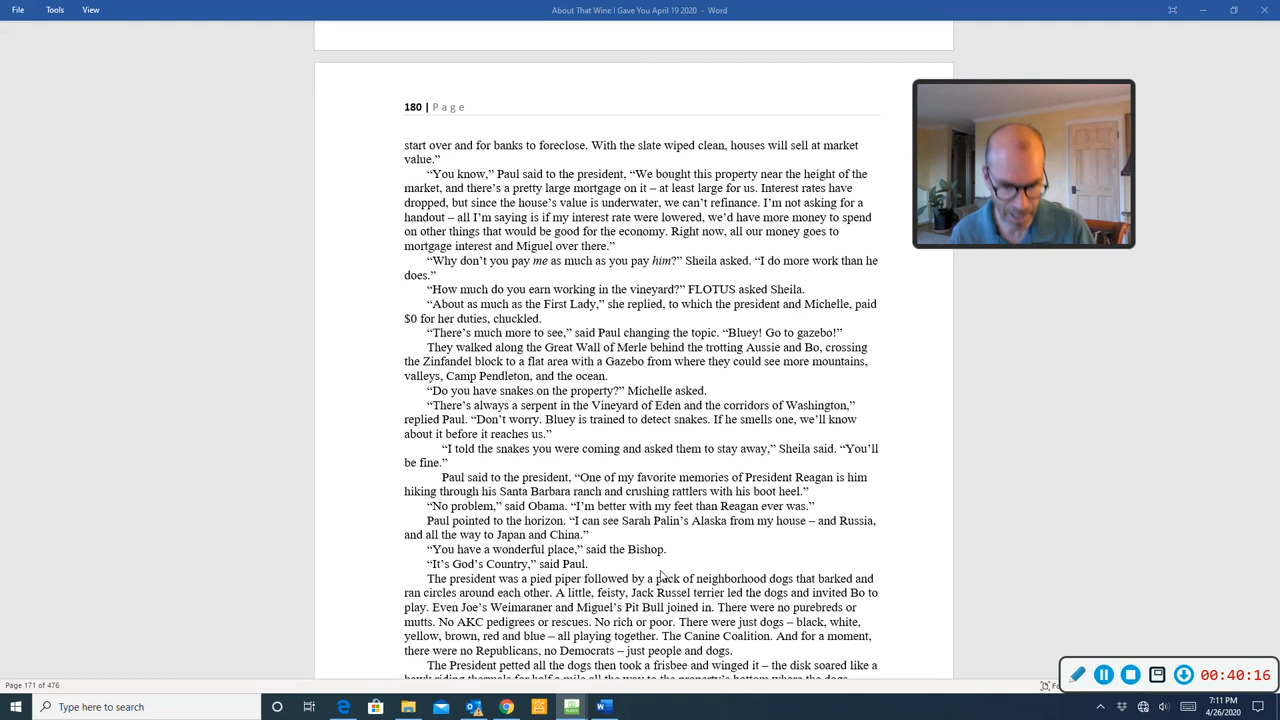 File Tools View About That Wine I Gave You April 19 2020 - Word
180 | Page
start over and for banks to foreclose. With the slate wiped clean, houses will sell at market
value.”
“You know,” Paul said to the president, “We bought this property near the height of the
market, and there’s a pretty large mortgage on it – at least large for us. Interest rates have
dropped, but since the house’s value is underwater, we can’t refinance. I’m not asking for a
handout – all I’m saying is if my interest rate were lowered, we’d have more money to spend
on other things that would be good for the economy. Right now, all our money goes to
mortgage interest and Miguel over there.”
“Why don’t you pay me as much as you pay him?” Sheila asked. “I do more work than he
does.”
“How much do you earn working in the vineyard?” FLOTUS asked Sheila.
“About as much as the First Lady,” she replied, to which the president and Michelle, paid
$0 for her duties, chuckled.
“There’s much more to see,” said Paul changing the topic. “Bluey! Go to gazebo!”
They walked along the Great Wall of Merle behind the trotting Aussie and Bo, crossing
the Zinfandel block to a flat area with a Gazebo from where they could see more mountains,
valleys, Camp Pendleton, and the ocean.
“Do you have snakes on the property?” Michelle asked.
“There’s always a serpent in the Vineyard of Eden and the corridors of Washington,”
replied Paul. “Don’t worry. Bluey is trained to detect snakes. If he smells one, we’ll know
about it before it reaches us.”
“I told the snakes you were coming and asked them to stay away,” Sheila said. “You’ll
be fine.”
Paul said to the president, “One of my favorite memories of President Reagan is him
hiking through his Santa Barbara ranch and crushing rattlers with his boot heel.”
“No problem,” said Obama. “I’m better with my feet than Reagan ever was.”
Paul pointed to the horizon. “I can see Sarah Palin’s Alaska from my house – and Russia,
and all the way to Japan and China.”
“You have a wonderful place,” said the Bishop.
“It’s God’s Country,” said Paul.
The president was a pied piper followed by a pack of neighborhood dogs that barked and
ran circles around each other. A little, feisty, Jack Russel terrier led the dogs and invited Bo to
play. Even Joe’s Weimaraner and Miguel’s Pit Bull joined in. There were no purebreds or
mutts. No AKC pedigrees or rescues. No rich or poor. There were just dogs – black, white,
yellow, brown, red and blue – all playing together. The Canine Coalition. And for a moment,
there were no Republicans, no Democrats – just people and dogs.
The President petted all the dogs then took a frisbee and winged it – the disk soared like a
hawk riding thermals for half a mile all the way to the property’s bottom where the dogs
Page 171 of 476
00:40:16
Type here to search
7:11 PM
4/26/2020